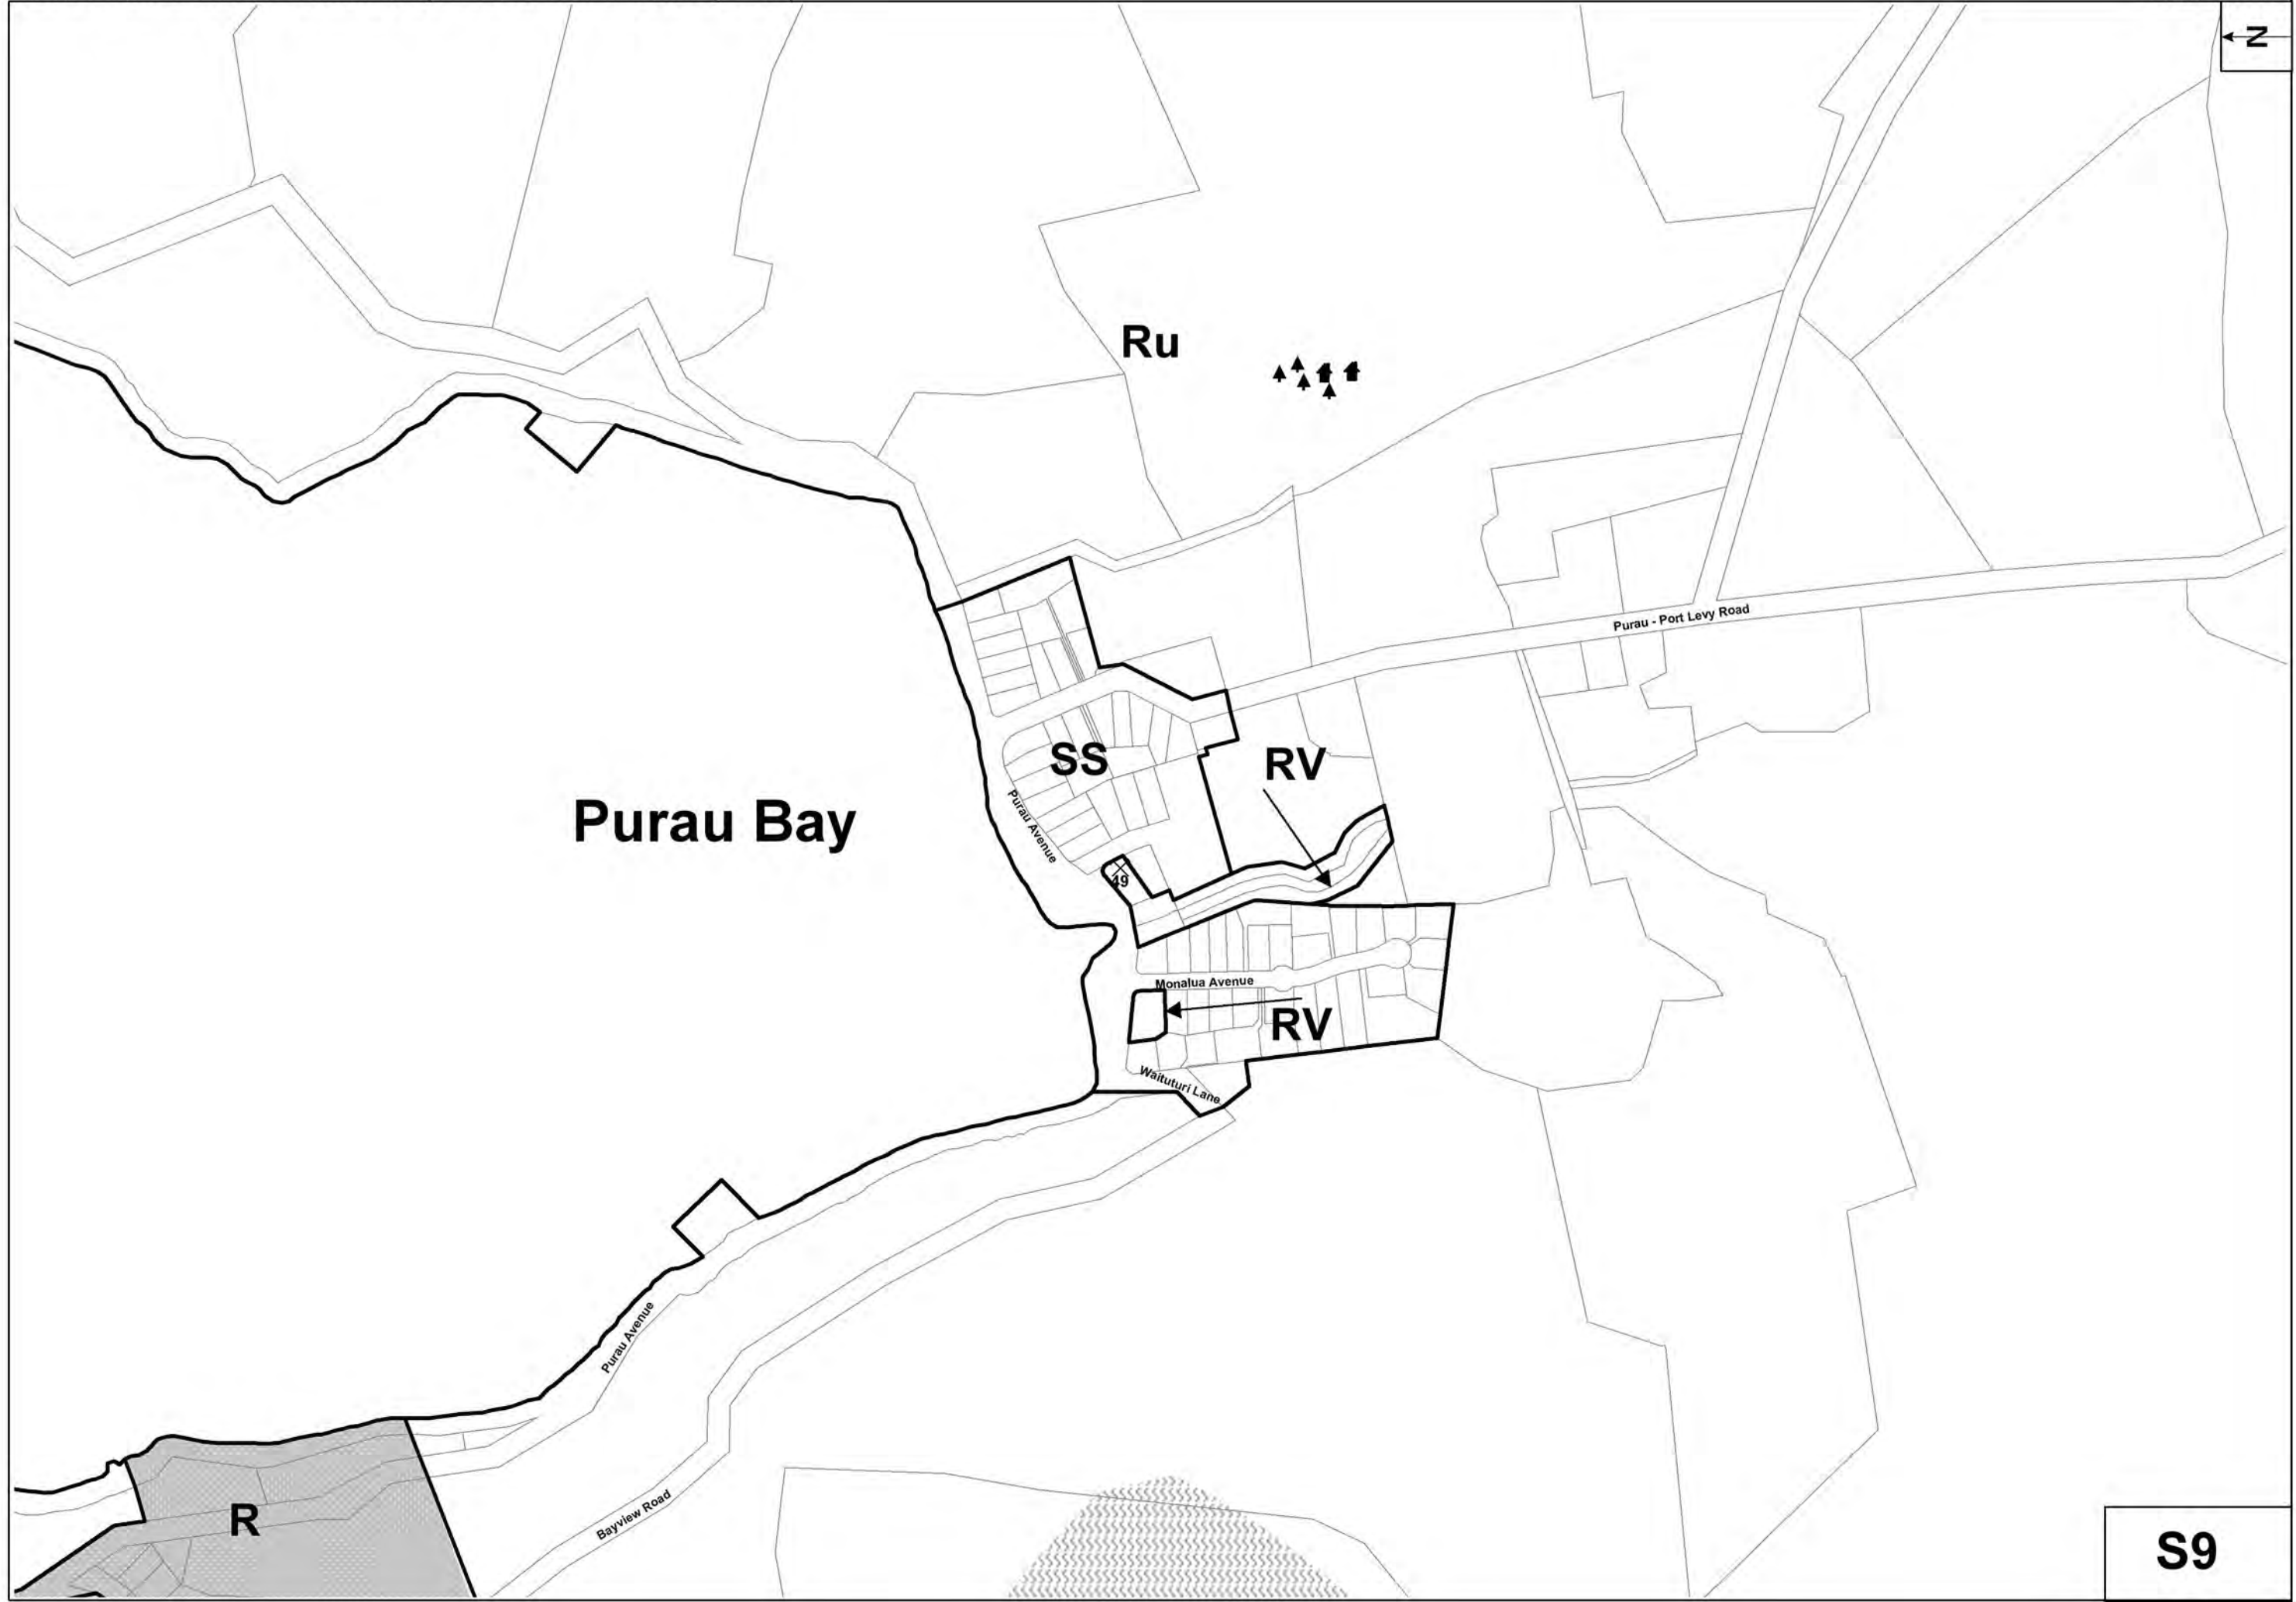 N
Ru
Purau - Port Levy Road
SS
RV
Purau Bay
Purau Avenue
49
Monalua Avenue
RV
Waituturi Lane
Purau Avenue
R
Bayview Road
S9